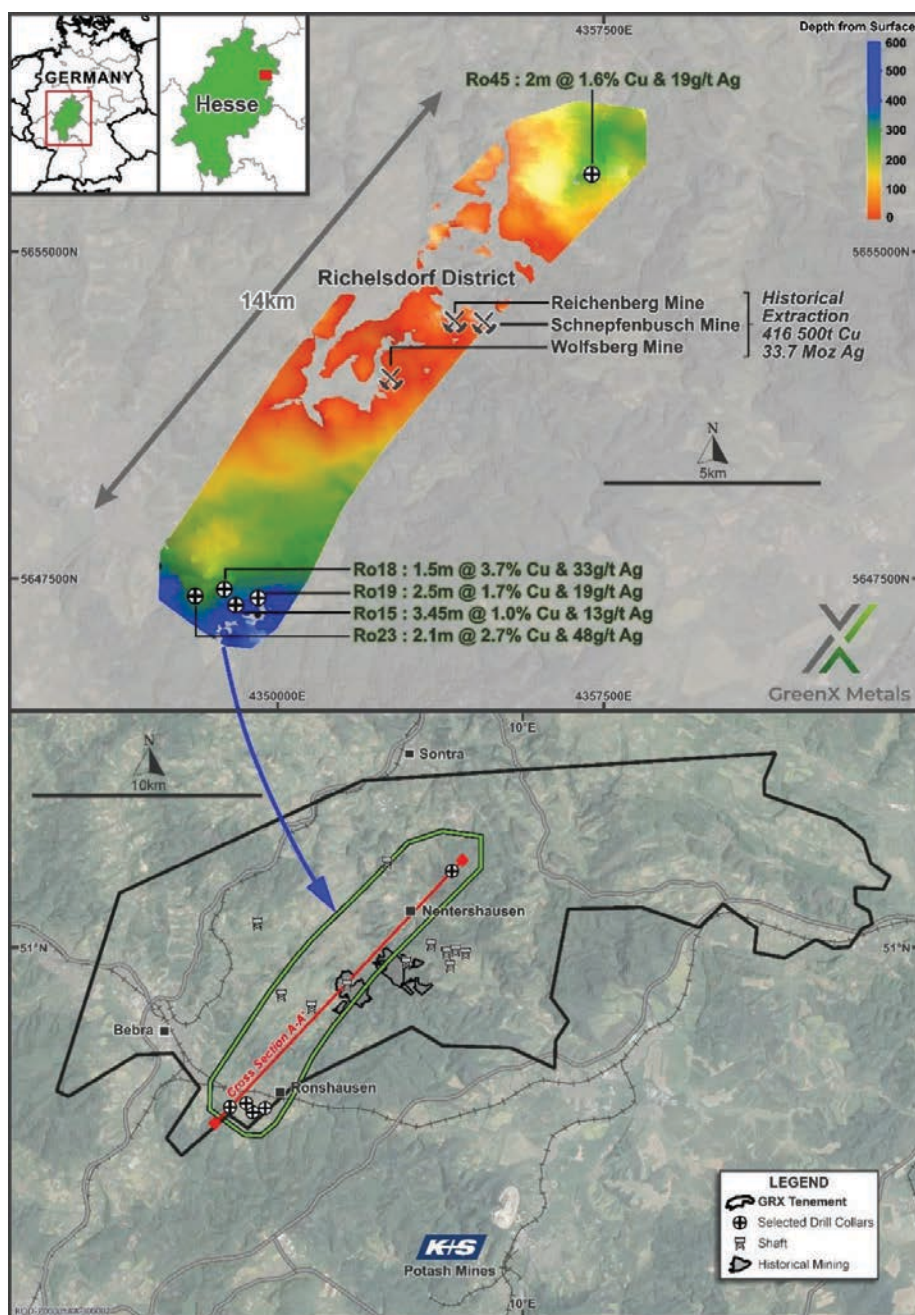 GERMANY
Hesse
4357500E
Depth from Surface
600
500
400
300
200
100
0
Ro45 : 2m @ 1.6% Cu & 19g/t Ag
5655000N
5655000N
14km
Richelsdorf District
Reichenberg Mine
Schnepfenbusch Mine
Wolfsberg Mine
Historical
Extraction
416 500t Cu
33.7 Moz Ag
N
5km
5647500N
5647500N
Ro18 : 1.5m @ 3.7% Cu & 33g/t Ag
Ro19 : 2.5m @ 1.7% Cu & 19g/t Ag
Ro15 : 3.45m @ 1.0% Cu & 13g/t Ag
Ro23 : 2.1m @ 2.7% Cu & 48g/t Ag
GreenX Metals
4350000E
4357500E
N
10km
10°E
Sontra
Nentershausen
51°N
51°N
Bebra
Cross Section A-A'
Ronshausen
K+S
Potash Mines
10°E
LEGEND
GRX Tenement
Selected Drill Collars
Shaft
Historical Mining